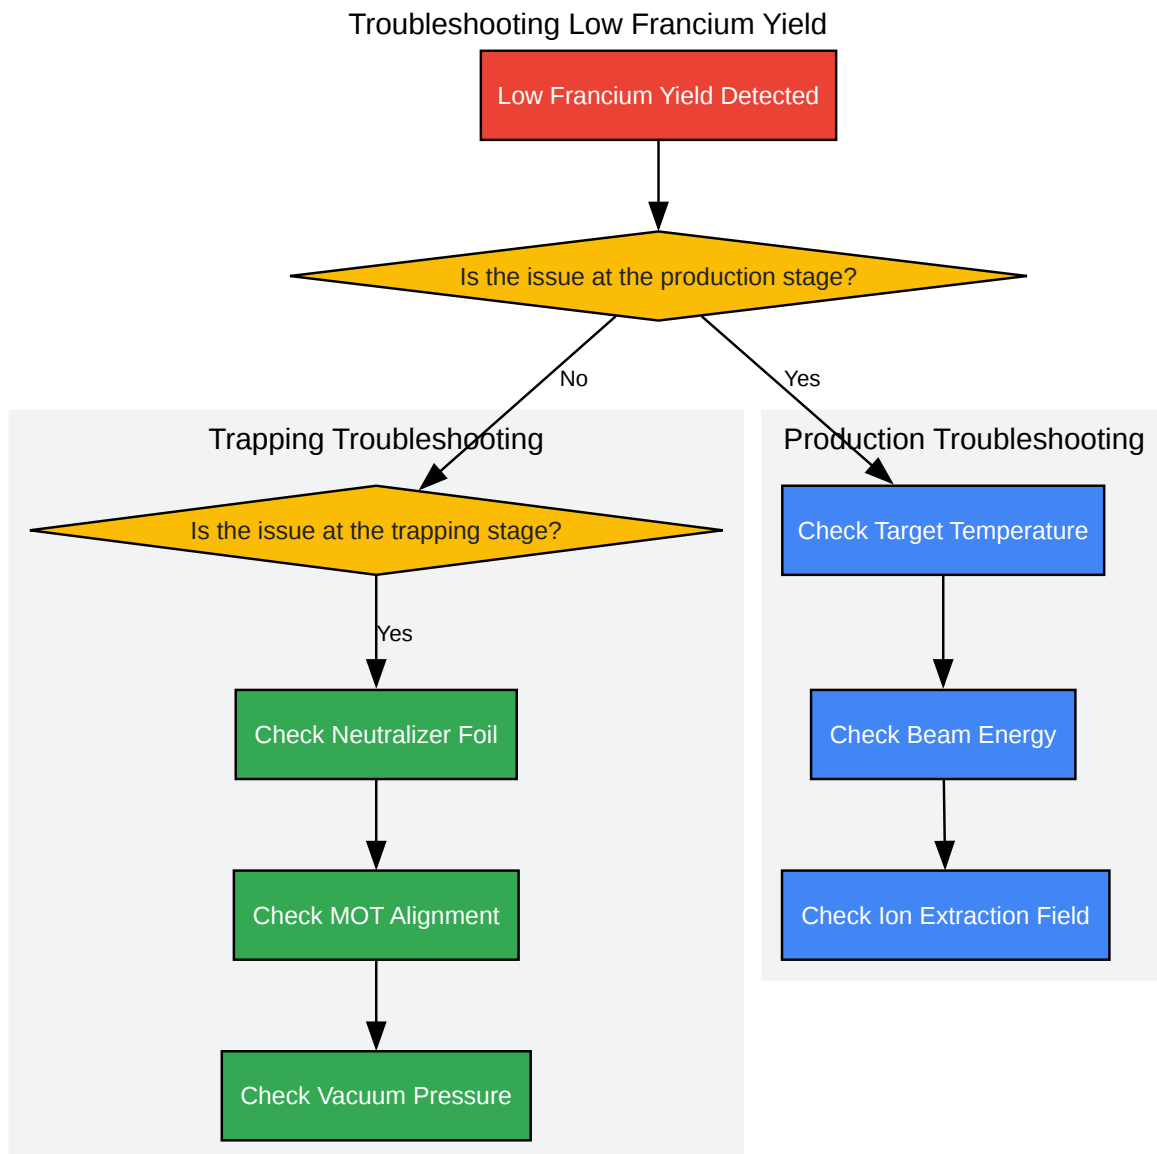 Troubleshooting Low Francium Yield
Low Francium Yield Detected
Is the issue at the production stage?
No
Yes
Trapping Troubleshooting
Production Troubleshooting
Is the issue at the trapping stage?
Check Target Temperature
Yes
Check Neutralizer Foil
Check Beam Energy
Check MOT Alignment
Check Ion Extraction Field
Check Vacuum Pressure